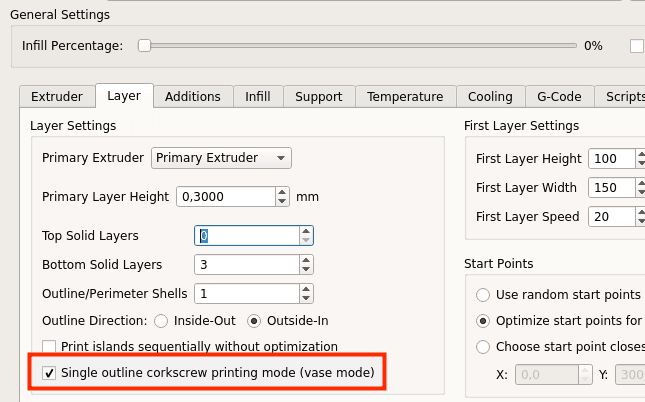 General Settings
Infill Percentage: 0%
Extruder Layer Additions Infill Support Temperature Cooling G-Code Scripts
Layer Settings
Primary Extruder Primary Extruder
Primary Layer Height 0,3000 mm
Top Solid Layers 0
Bottom Solid Layers 3
Outline/Perimeter Shells 1
Outline Direction: Inside-Out Outside-In
Print islands sequentially without optimization
Single outline corkscrew printing mode (vase mode)
First Layer Settings
First Layer Height 100
First Layer Width 150
First Layer Speed 20
Start Points
Use random start points
Optimize start points for
Choose start point closes
X: 0,0 Y: 300